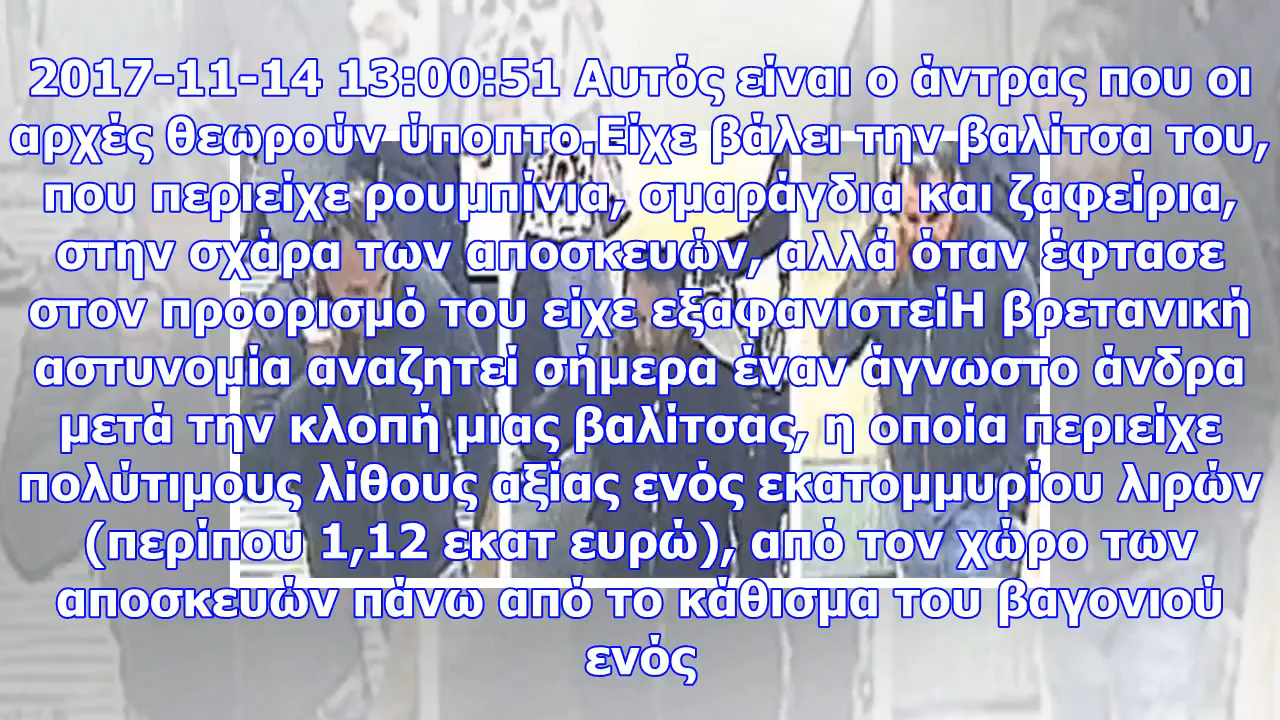 2017-11-14 13:00:51 Αυτός είναι ο άντρας που οι
αρχές θεωρούν ύποπτο.Είχε βάλει την βαλίτσα του,
που περιείχε ρουμπίνια, σμαράγδια και ζαφείρια,
στην σχάρα των αποσκευών, αλλά όταν έφτασε
στον προορισμό του είχε εξαφανιστείΗ βρετανική
αστυνομία αναζητεί σήμερα έναν άγνωστο άνδρα
μετά την κλοπή μιας βαλίτσας, η οποία περιείχε
πολύτιμους λίθους αξίας ενός εκατομμυρίου λιρών
(περίπου 1,12 εκατ ευρώ), από τον χώρο των
αποσκευών πάνω από το κάθισμα του βαγονιού
ενός